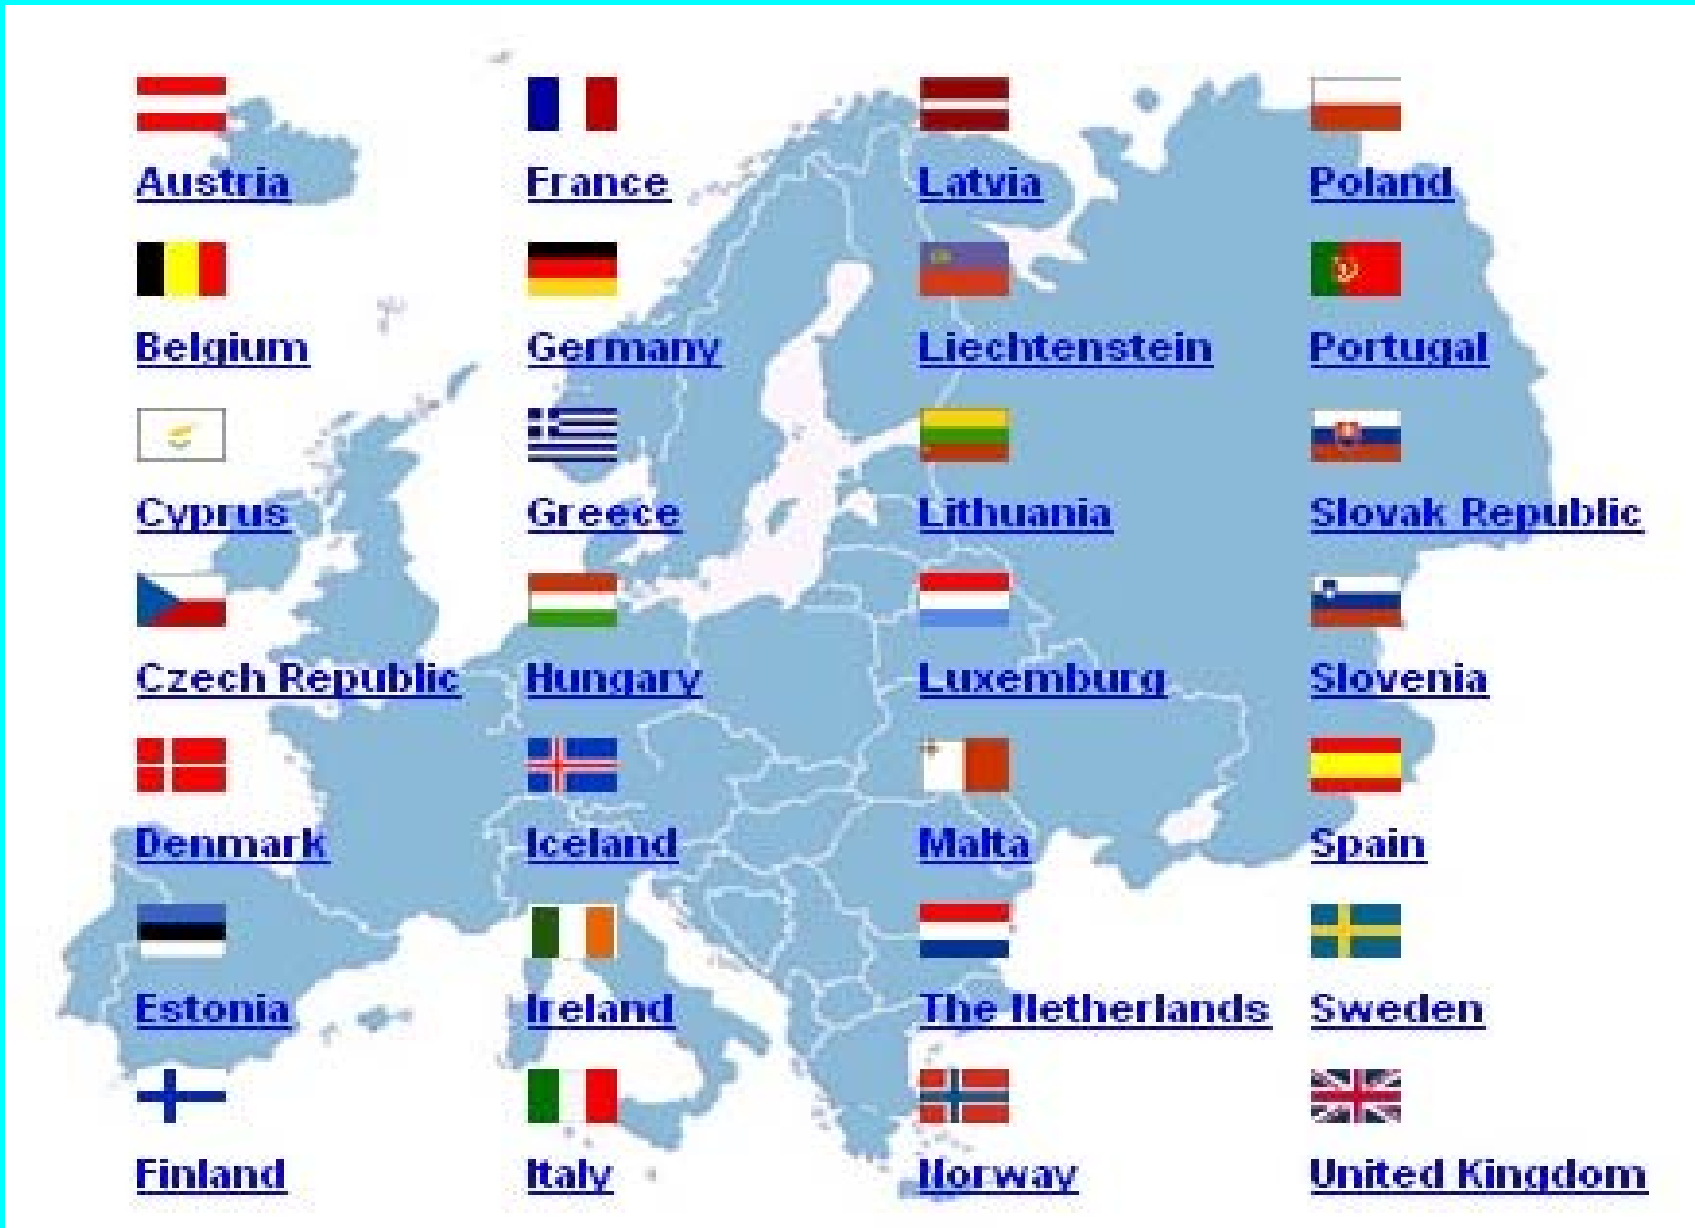 Austria France Latvia Poland
Belgium Germany Liechtenstein Portugal
Cyprus Greece Lithuania Slovak Republic
Czech Republic Hungary Luxemburg Slovenia
Denmark Iceland Malta Spain
Estonia Ireland The Netherlands Sweden
Finland Italy Norway United Kingdom